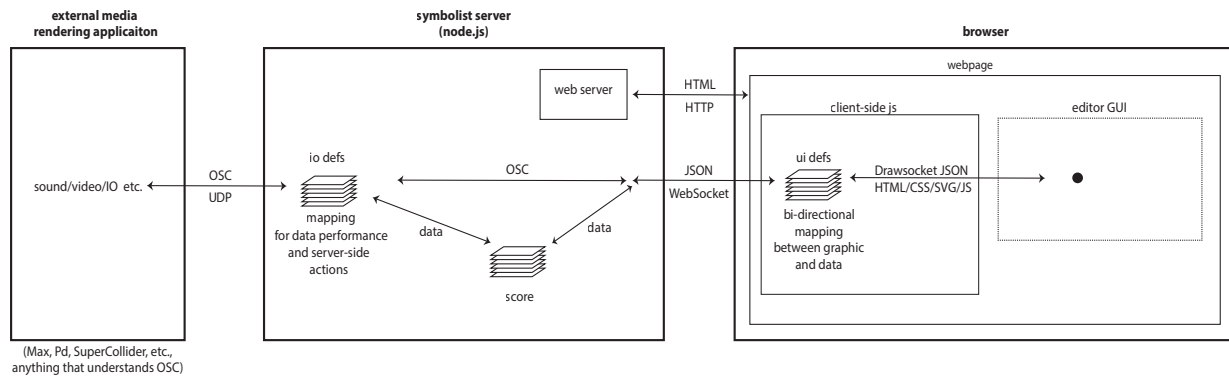 external media
rendering applicaiton
symbolist server
(node.js)
browser
webpage
web server
HTML
HTTP
client-side js
editor GUI
io defs
ui defs
sound/video/IO etc.
OSC
UDP
OSC
JSON
WebSocket
Drawsocket JSON
HTML/CSS/SVG/JS
mapping
for data performance
and server-side
actions
data
data
score
bi-directional
mapping
between graphic
and data
(Max, Pd, SuperCollider, etc.,
anything that understands OSC)